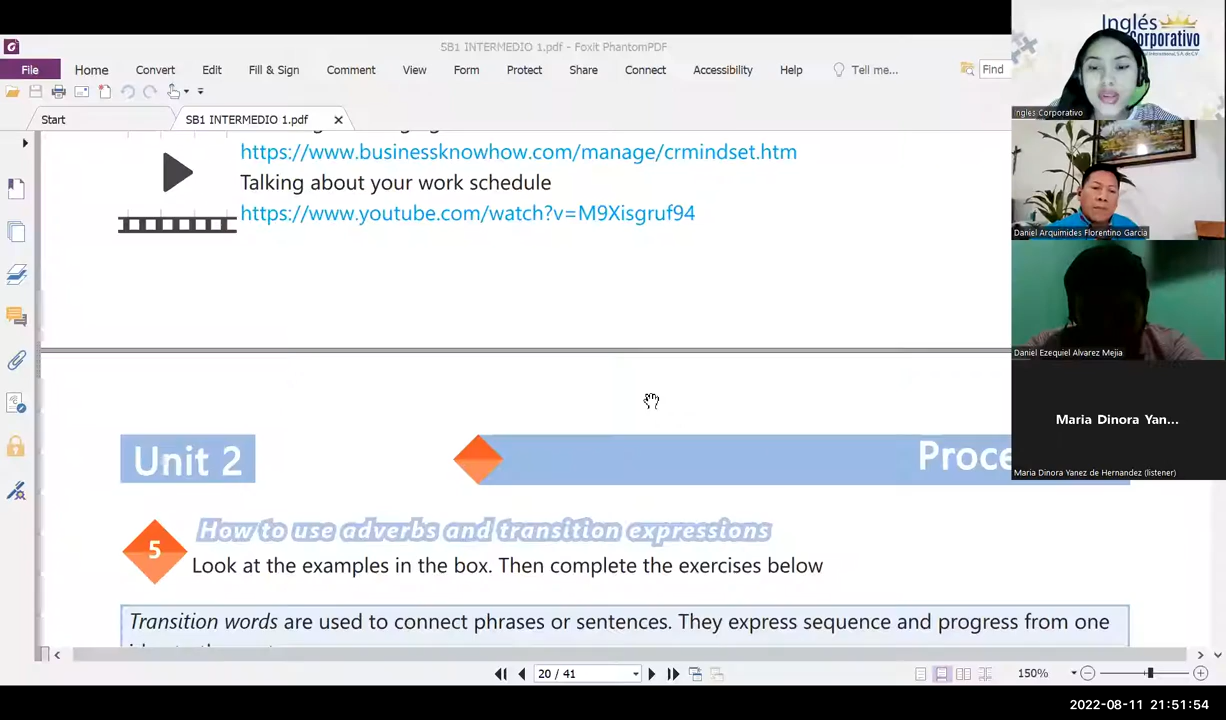 SB1 INTERMEDIO 1.pdf - Foxit PhantomPDF
File Home Convert Edit Fill & Sign Comment View Form Protect Share Connect Accessibility Help Tell me... Find
Start SB1 INTERMEDIO 1.pdf
https://www.businessknowhow.com/manage/crmindset.htm
Talking about your work schedule
https://www.youtube.com/watch?v=M9Xisgruf94
Unit 2
Proce
5
How to use adverbs and transition expressions
Look at the examples in the box. Then complete the exercises below
Transition words are used to connect phrases or sentences. They express sequence and progress from one
20 / 41
150%
Inglés
Corporativo
Ingles Corporativo
Daniel Arquimides Florentino Garcia
Daniel Ezequiel Alvarez Mejia
Maria Dinora Yan...
Maria Dinora Yanez de Hernandez (listener)
2022-08-11 21:51:54